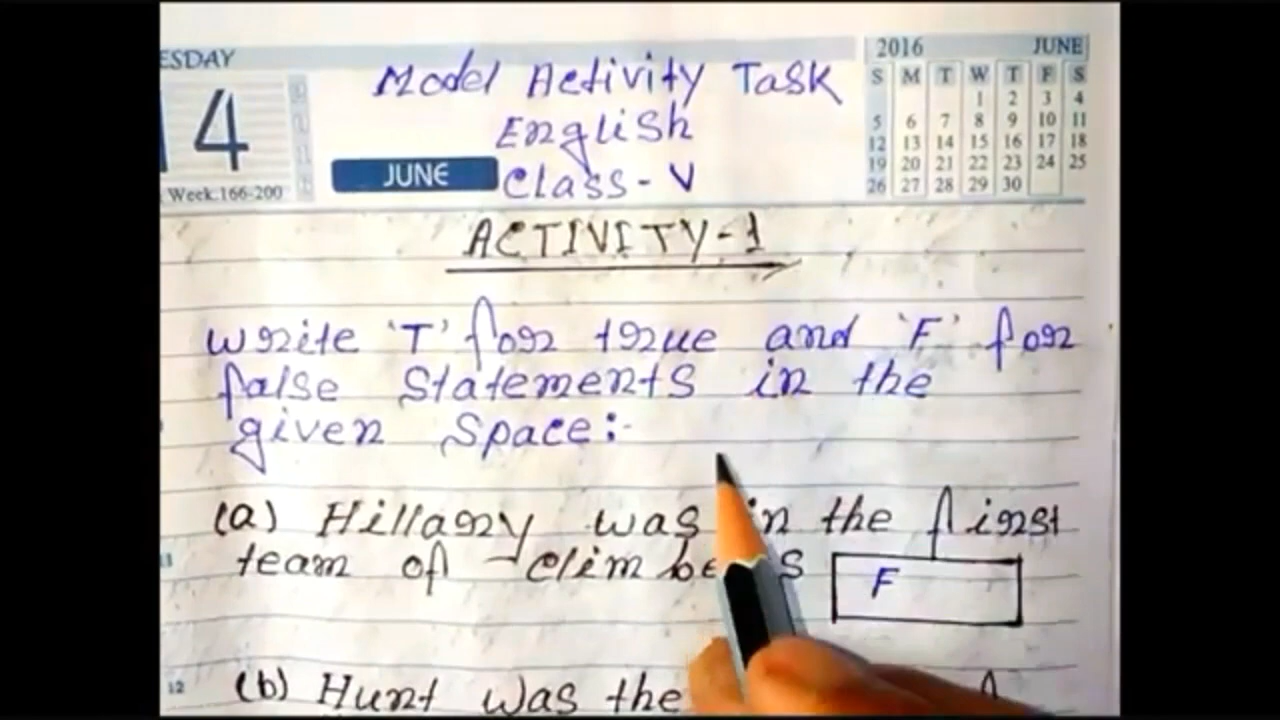 ESDAY
4
Week.166-200
JUNE
Model Activity Task
English
Class-V
2016 JUNE
S M T W T F S
1 2 3 4
5 6 7 8 9 10 11
12 13 14 15 16 17 18
19 20 21 22 23 24 25
26 27 28 29 30
ACTIVITY-1
write 'T' for true and 'F' for
false statements in the
given space:-
(a) Hillary was in the first
team of climbers F
12
(b) Hunt was the